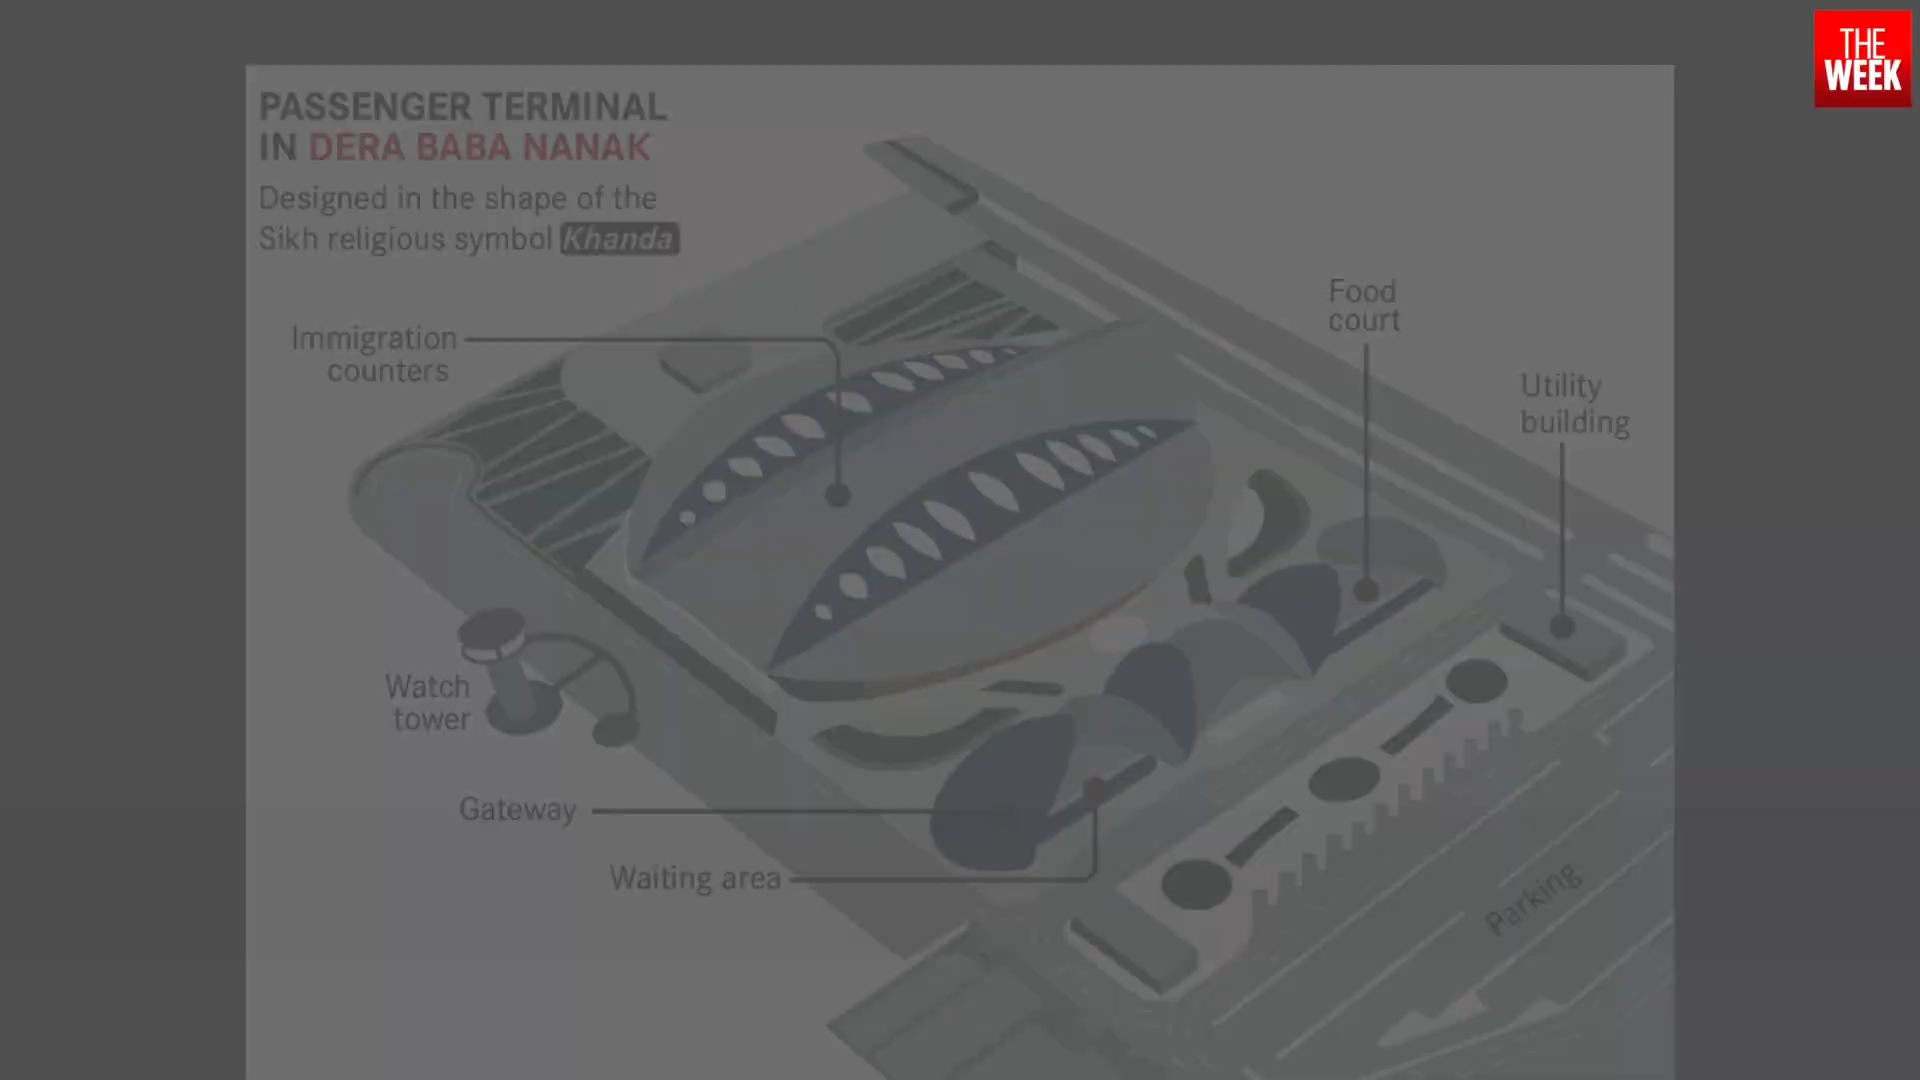 THE
WEEK
PASSENGER TERMINAL
IN DERA BABA NANAK
Designed in the shape of the
Sikh religious symbol Khanda
Food
court
Immigration
counters
Utility
building
Watch
tower
Gateway
Waiting area
Parking